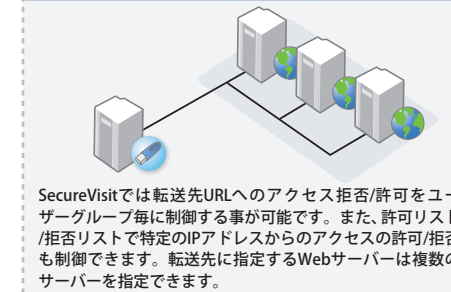 SecureVisitでは転送先URLへのアクセス拒否/許可をユー
ザーグループ毎に制御する事が可能です。また、許可リスト
/拒否リストで特定のIPアドレスからのアクセスの許可/拒否
も制御できます。転送先に指定するWebサーバーは複数の
サーバーを指定できます。